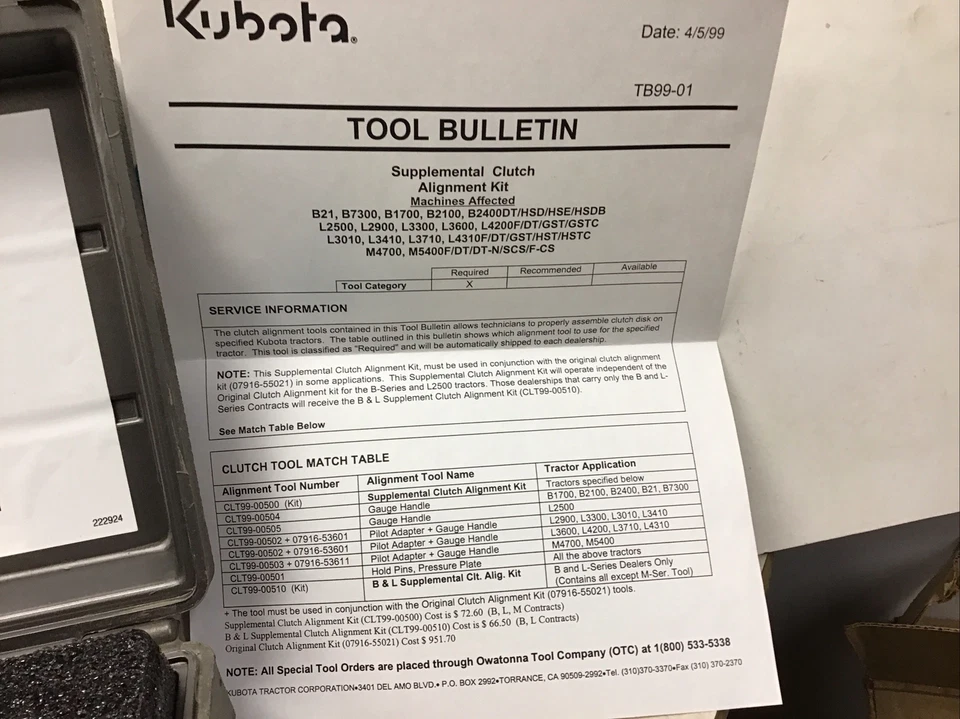 Kubota®
Date: 4/5/99
TB99-01
TOOL BULLETIN
Supplemental Clutch
Alignment Kit
Machines Affected
B21, B7300, B1700, B2100, B2400DT/HSD/HSE/HSDB
L2500, L2900, L3300, L3600, L4200F/DT/GST/GSTC
L3010, L3410, L3710, L4310F/DT/GST/HST/HSTC
M4700, M5400F/DT/DT-N/SCS/F-CS
Required Recommended Available
Tool Category X
SERVICE INFORMATION
The clutch alignment tools contained in this Tool Bulletin allows technicians to properly assemble clutch disk on
specified Kubota tractors. The table outlined in this bulletin shows which alignment tool to use for the specified
tractor. This tool is classified as "Required" and will be automatically shipped to each dealership.
NOTE: This Supplemental Clutch Alignment Kit, must be used in conjunction with the original clutch alignment
kit (07916-55021) in some applications. This Supplemental Clutch Alignment Kit will operate independent of the
Original Clutch Alignment kit for the B-Series and L2500 tractors. Those dealerships that carry only the B and L-
Series Contracts will receive the B & L Supplement Clutch Alignment Kit (CLT99-00510).
See Match Table Below
CLUTCH TOOL MATCH TABLE
Alignment Tool Number Alignment Tool Name Tractor Application
CLT99-00500 (Kit) Supplemental Clutch Alignment Kit Tractors specified below
CLT99-00504 Gauge Handle B1700, B2100, B2400, B21, B7300
CLT99-00505 Gauge Handle L2500
CLT99-00502 + 07916-53601 Pilot Adapter + Gauge Handle L2900, L3300, L3010, L3410
CLT99-00502 + 07916-53601 Pilot Adapter + Gauge Handle L3600, L4200, L3710, L4310
CLT99-00503 + 07916-53611 Pilot Adapter + Gauge Handle M4700, M5400
CLT99-00501 Hold Pins, Pressure Plate All the above tractors
CLT99-00510 (Kit) B & L Supplemental Clt. Alig. Kit B and L-Series Dealers Only
(Contains all except M-Ser. Tool)
+ The tool must be used in conjunction with the Original Clutch Alignment Kit (07916-55021) tools.
Supplemental Clutch Alignment Kit (CLT99-00500) Cost is $ 72.60 (B, L, M Contracts)
B & L Supplemental Clutch Alignment Kit (CLT99-00510) Cost is $ 66.50 (B, L Contracts)
Original Clutch Alignment Kit (07916-55021) Cost $ 951.70
NOTE: All Special Tool Orders are placed through Owatonna Tool Company (OTC) at 1(800) 533-5338
KUBOTA TRACTOR CORPORATION•3401 DEL AMO BLVD.• P.O. BOX 2992•TORRANCE, CA 90509-2992•Tel. (310)370-3370•Fax (310) 370-2370
222924